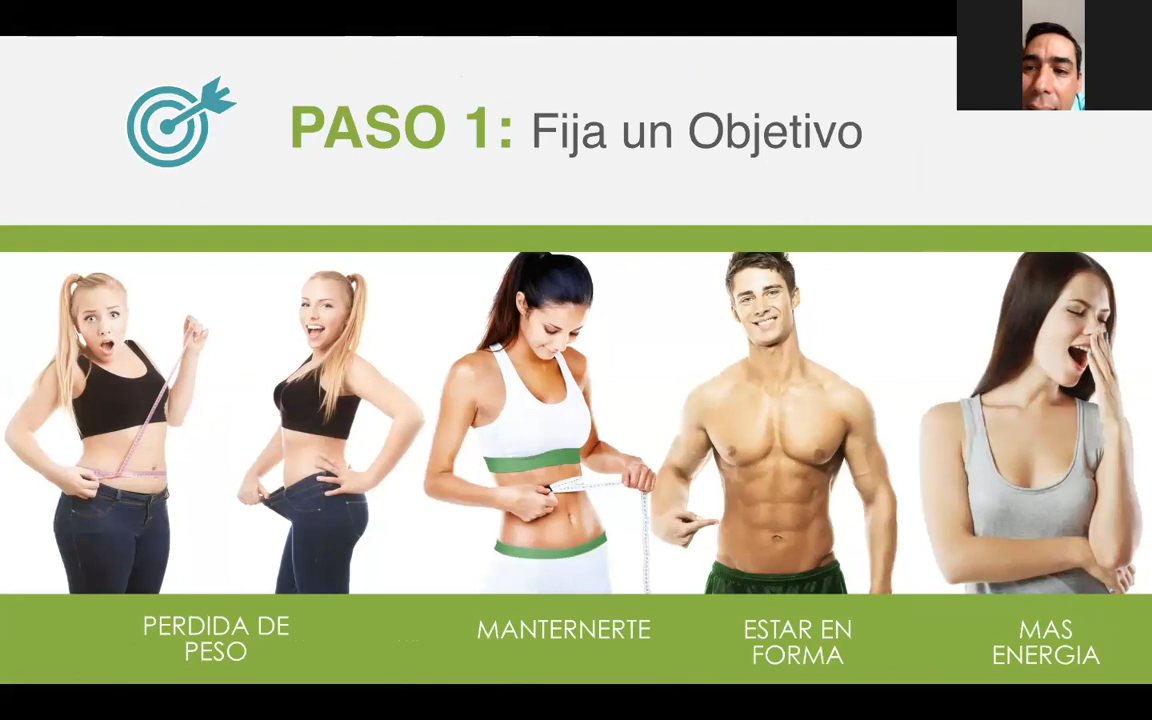 PASO 1: Fija un Objetivo
PERDIDA DE
PESO
MANTERNERTE
ESTAR EN
FORMA
MAS
ENERGIA